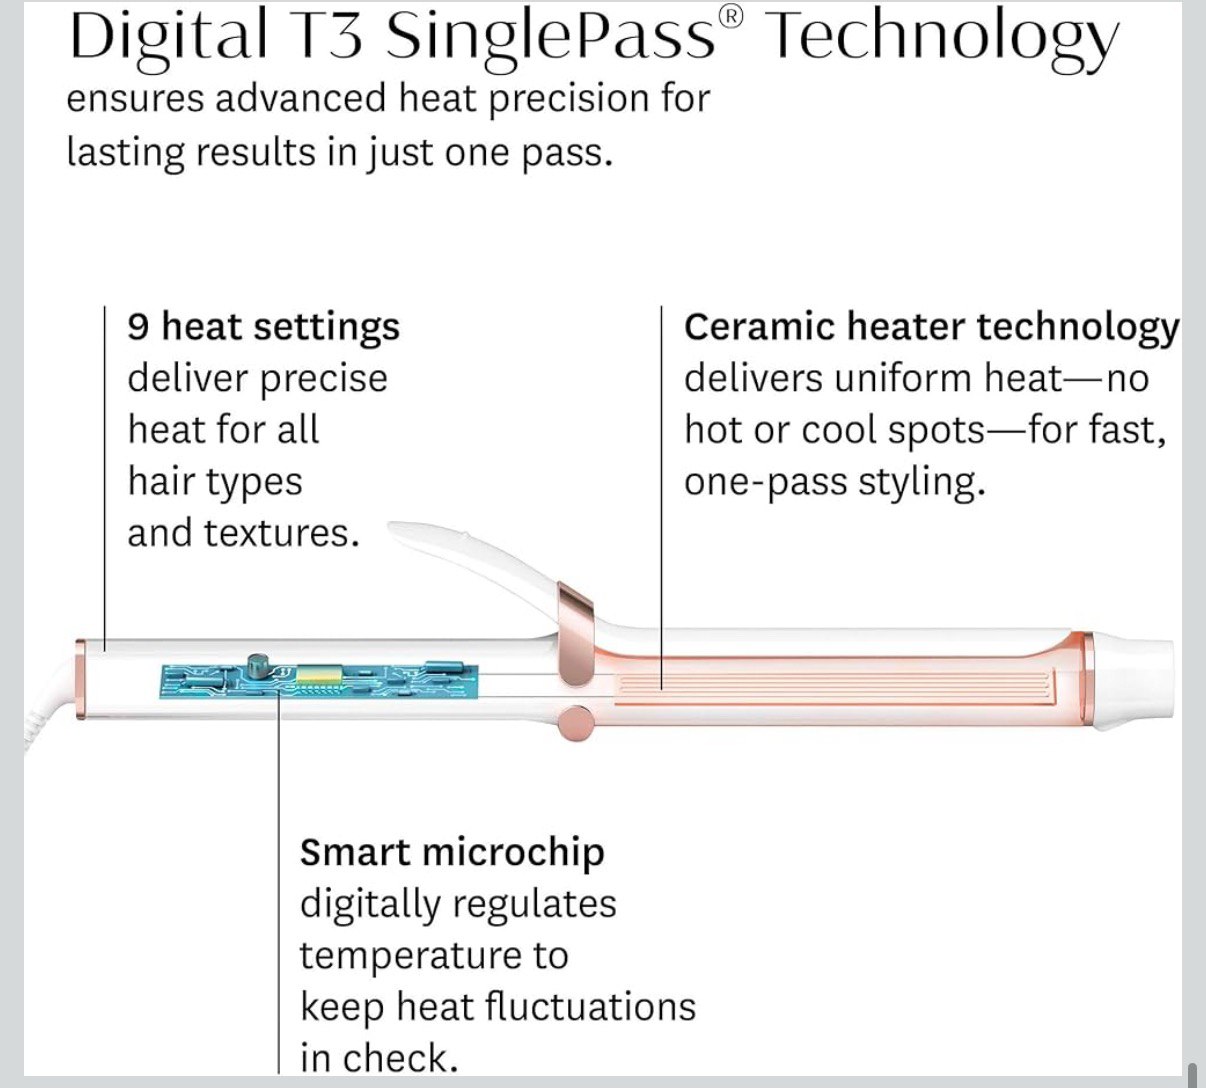 Digital T3 SinglePass® Technology
ensures advanced heat precision for
lasting results in just one pass.
9 heat settings
deliver precise
heat for all
hair types
and textures.
Ceramic heater technology
delivers uniform heat—no
hot or cool spots—for fast,
one-pass styling.
Smart microchip
digitally regulates
temperature to
keep heat fluctuations
in check.